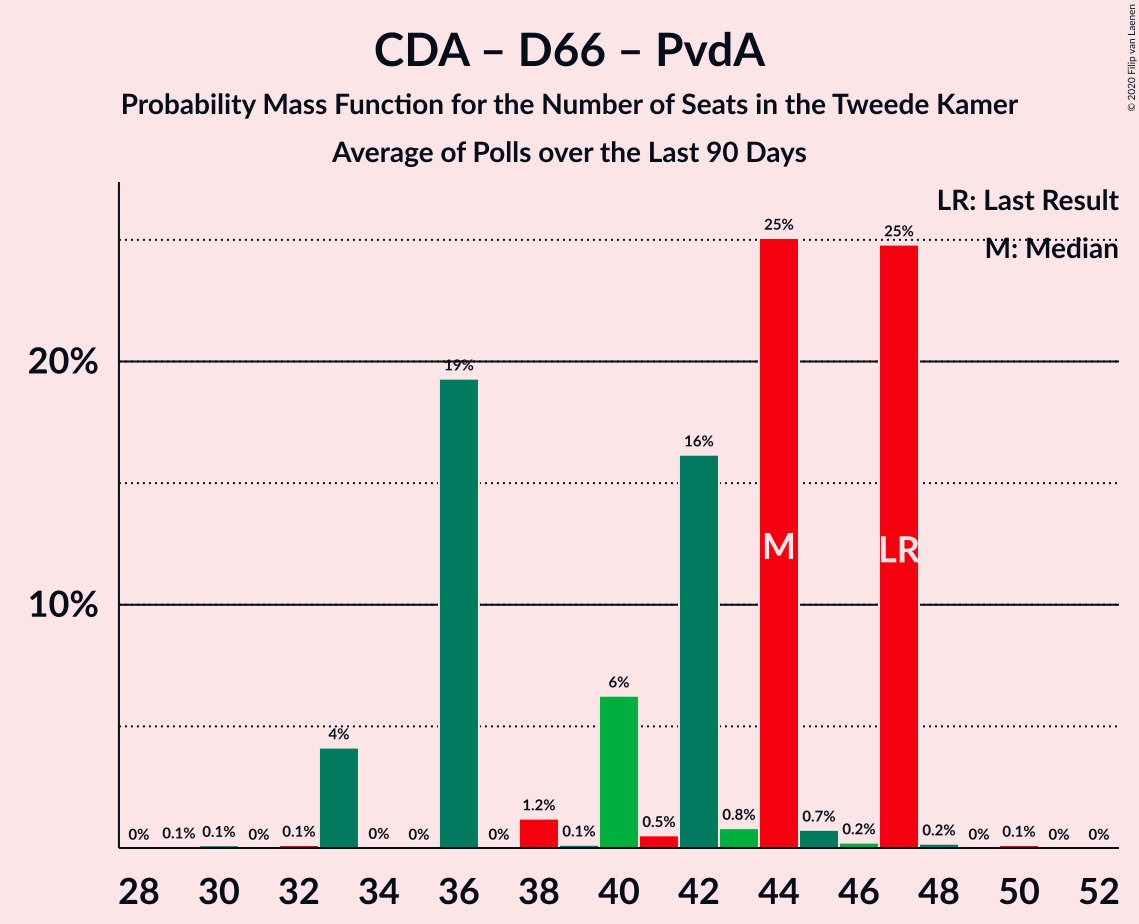 CDA – D66 – PvdA
Probability Mass Function for the Number of Seats in the Tweede Kamer
Average of Polls over the Last 90 Days
© 2020 Filip van Laenen
LR: Last Result
M: Median
20%
10%
0% 0.1% 0.1% 0% 0.1% 4% 0% 0% 19% 0% 1.2% 0.1% 6% 0.5% 16% 0.8% 25% 0.7% 0.2% 25% 0.2% 0% 0.1% 0% 0%
M LR
28 30 32 34 36 38 40 42 44 46 48 50 52